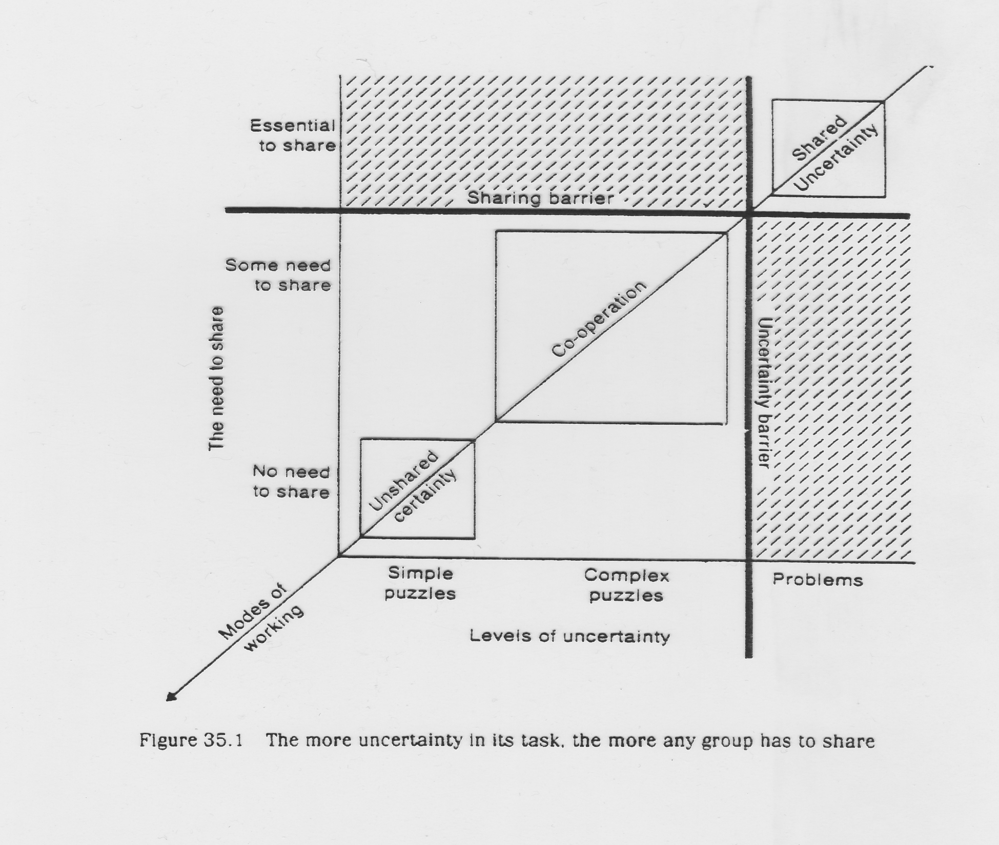 Essential
to share
Shared
Uncertainty
Sharing barrier
Some need
to share
Co-operation
The need to share
Uncertainty barrier
Unshared
certainty
No need
to share
Simple
puzzles
Complex
puzzles
Problems
Modes of
working
Levels of uncertainty
Figure 35.1 The more uncertainty in its task, the more any group has to share